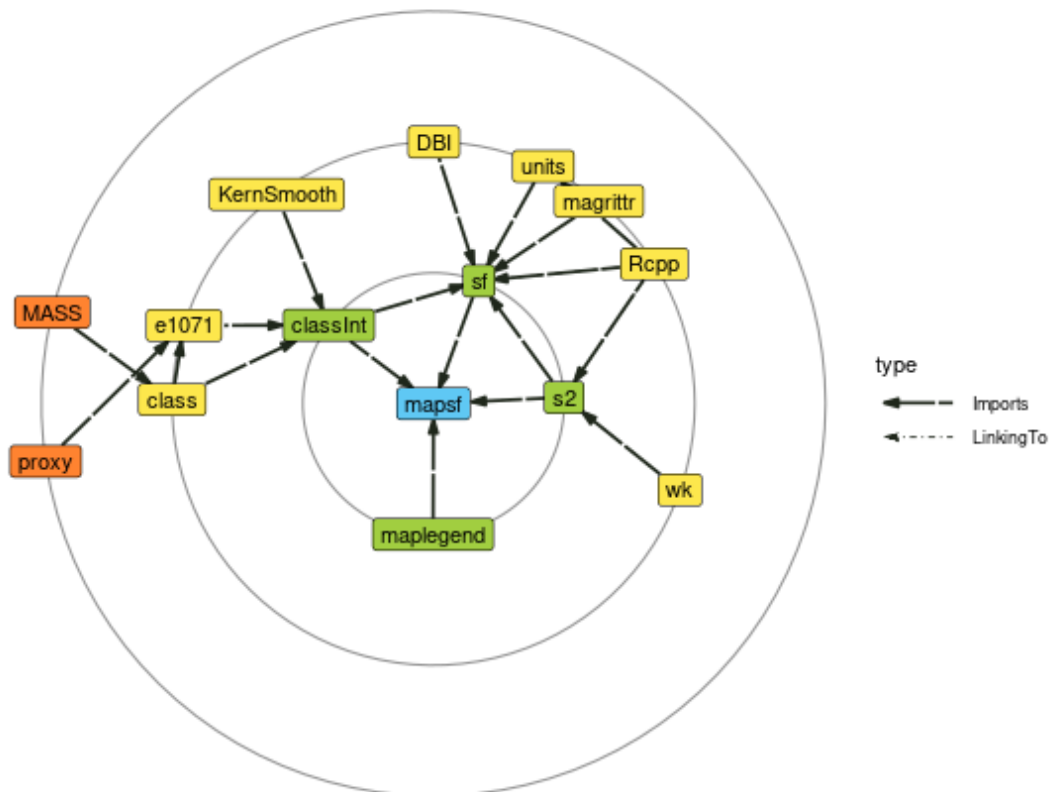 DBI
units
KernSmooth
magrittr
Rcpp
sf
MASS
e1071
classInt
type
class
mapsf
s2
Imports
LinkingTo
proxy
wk
maplegend